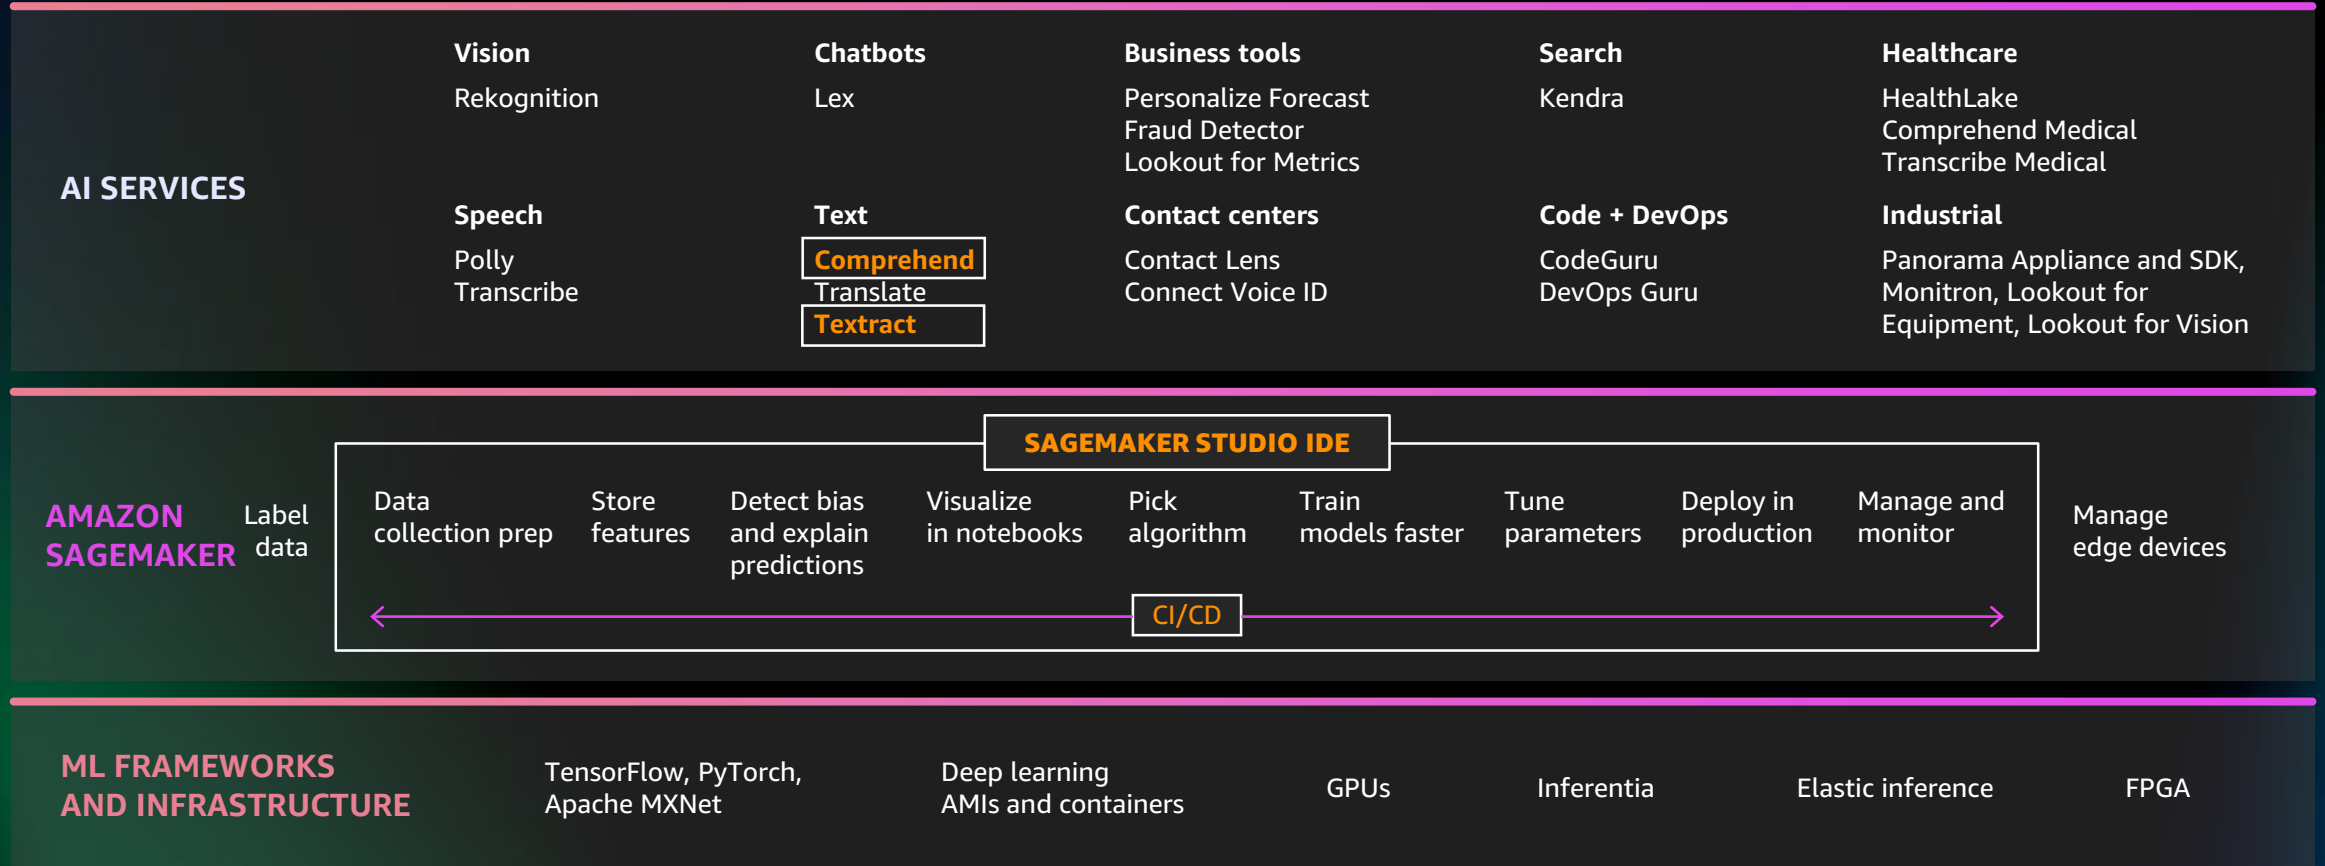 Vision
Rekognition
Chatbots
Lex
Business tools
Personalize Forecast
Fraud Detector
Lookout for Metrics
Search
Kendra
Healthcare
HealthLake
Comprehend Medical
Transcribe Medical
AI SERVICES
Speech
Polly
Transcribe
Text
Comprehend
Translate
Textract
Contact centers
Contact Lens
Connect Voice ID
Code + DevOps
CodeGuru
DevOps Guru
Industrial
Panorama Appliance and SDK,
Monitron, Lookout for
Equipment, Lookout for Vision
SAGEMAKER STUDIO IDE
AMAZON
SAGEMAKER
Label
data
Data
collection prep
Store
features
Detect bias
and explain
predictions
Visualize
in notebooks
Pick
algorithm
Train
models faster
Tune
parameters
Deploy in
production
Manage and
monitor
Manage
edge devices
CI/CD
ML FRAMEWORKS
AND INFRASTRUCTURE
TensorFlow, PyTorch,
Apache MXNet
Deep learning
AMIs and containers
GPUs
Inferentia
Elastic inference
FPGA